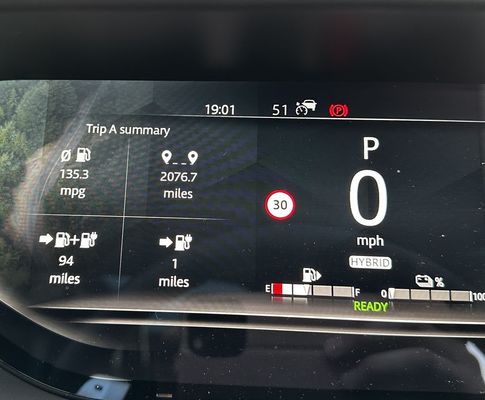 19:01
51
(P)
Trip A summary
Ø
135.3
mpg
2076.7
miles
94
miles
1
miles
30
P
0
mph
HYBRID
E
F
0
%
100
READY